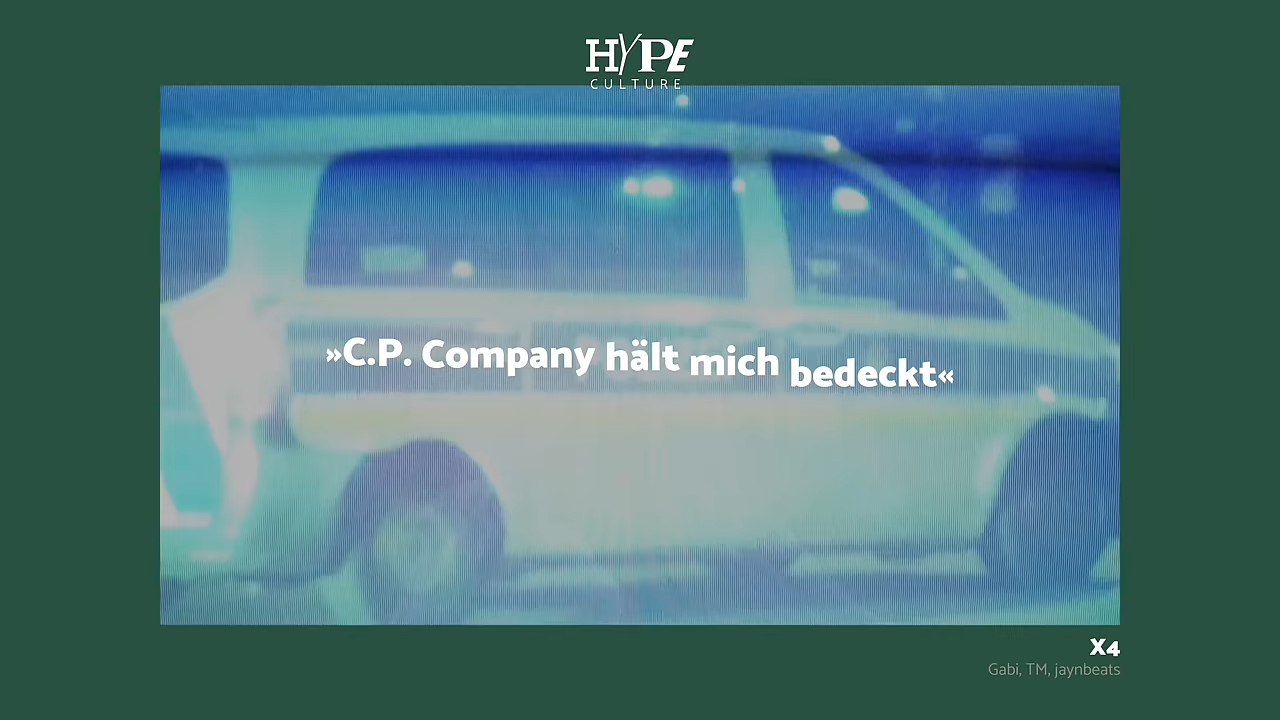 HYPE
CULTURE
»C.P. Company hält mich bedeckt«
X4
Gabi, TM, jaynbeats